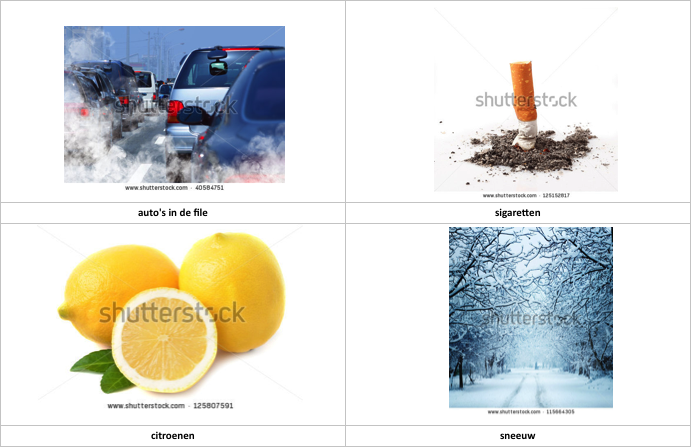 shutterstock
www.shutterstock.com · 40584751
shutterstock
www.shutterstock.com · 125152817
auto's in de file
sigaretten
shutterstock
www.shutterstock.com · 125807591
shutterstock
www.shutterstock.com · 115664305
citroenen
sneeuw